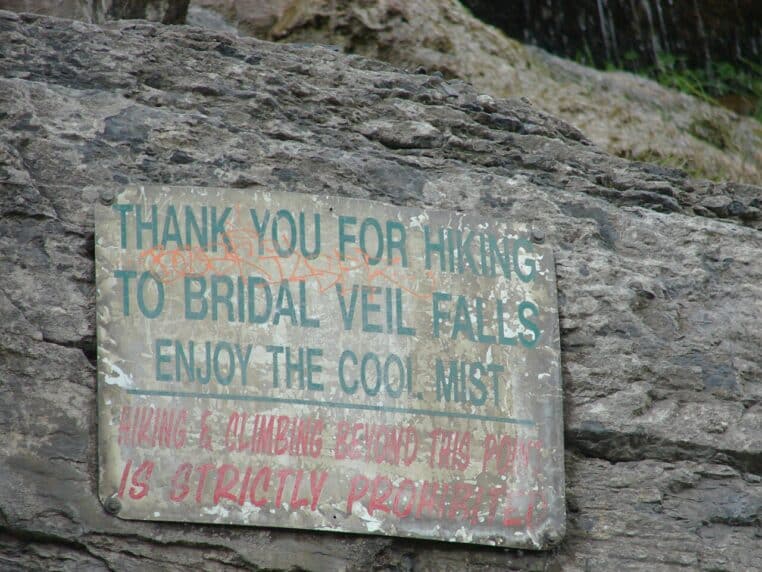 THANK YOU FOR HIKING
TO BRIDAL VEIL FALLS
ENJOY THE COOL MIST
HIKING & CLIMBING BEYOND THIS POINT
IS STRICTLY PROHIBITED